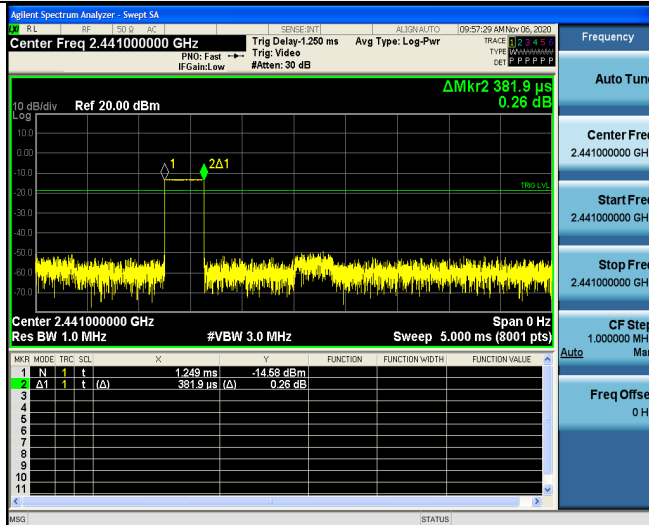 Agilent Spectrum Analyzer - Swept SA
LXI RL RF 50 Ω AC SENSE:INT ALIGN AUTO 09:57:29 AM Nov 06, 2020
Center Freq 2.441000000 GHz
PNO: Fast
IFGain:Low
Trig Delay-1.250 ms
Trig: Video
#Atten: 30 dB
Avg Type: Log-Pwr
TRACE 1 2 3 4 5 6
TYPE W
DET P P P P P P
ΔMkr2 381.9 µs
0.26 dB
10 dB/div Ref 20.00 dBm
Log
10.0
0.00
-10.0
-20.0
-30.0
-40.0
-50.0
-60.0
-70.0
1
2Δ1
TRIG LVL
Center 2.441000000 GHz Span 0 Hz
Res BW 1.0 MHz #VBW 3.0 MHz Sweep 5.000 ms (8001 pts)
MKR MODE TRC SCL X Y FUNCTION FUNCTION WIDTH FUNCTION VALUE
1 N 1 t 1.249 ms -14.58 dBm
2 Δ1 1 t (Δ) 381.9 µs (Δ) 0.26 dB
3
4
5
6
7
8
9
10
11
MSG STATUS
Frequency
Auto Tun
Center Fre
2.441000000 GH
Start Fre
2.441000000 GH
Stop Fre
2.441000000 GH
CF Ste
1.000000 MH
Auto Ma
Freq Offse
0 H